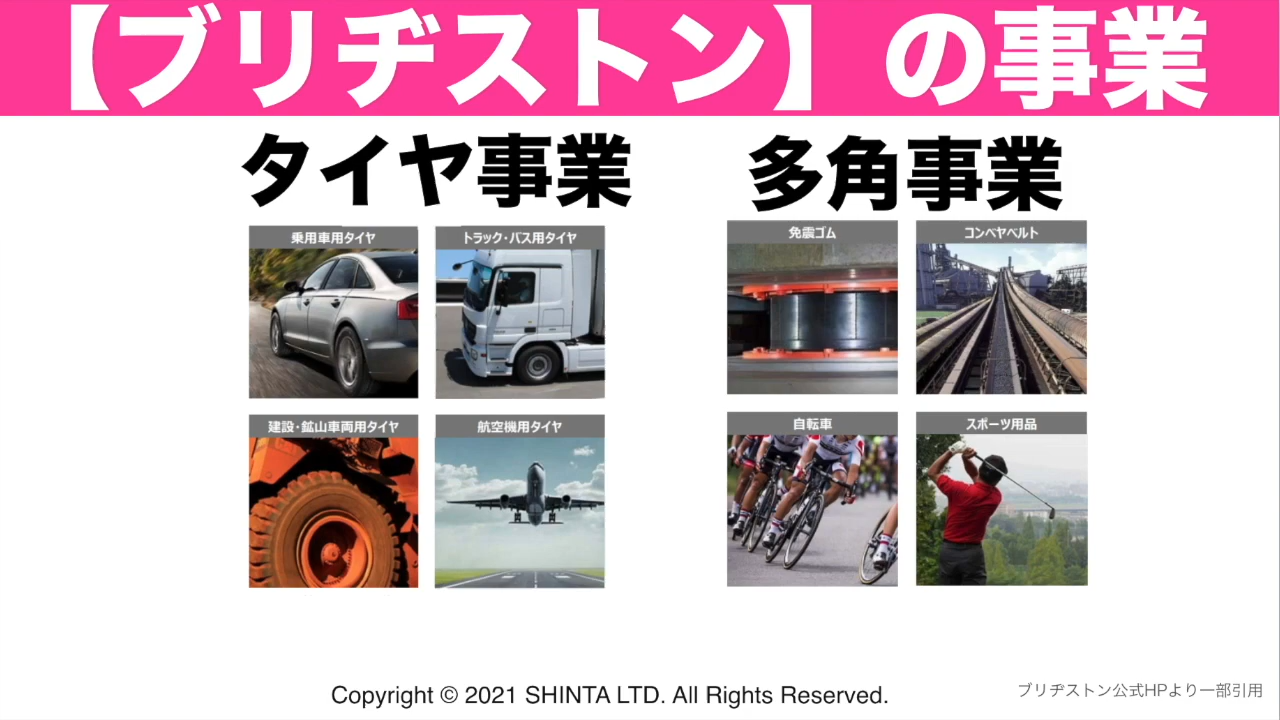 【ブリヂストン】の事業
タイヤ事業
多角事業
乗用車用タイヤ
トラック・バス用タイヤ
免震ゴム
コンベヤベルト
建設・鉱山車両用タイヤ
航空機用タイヤ
自転車
スポーツ用品
Copyright © 2021 SHINTA LTD. All Rights Reserved.
ブリヂストン公式HPより一部引用